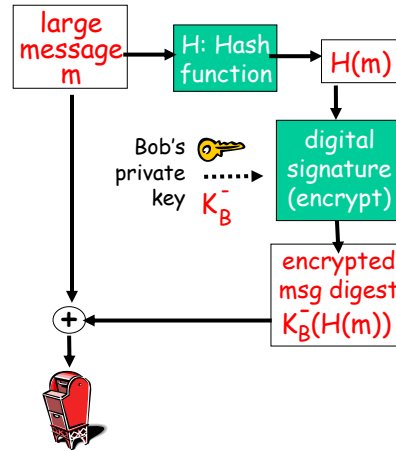 large
message
m
H: Hash
function
H(m)
Bob's
private
key
K_B^-
digital
signature
(encrypt)
encrypted
msg digest
K_B^-(H(m))
+